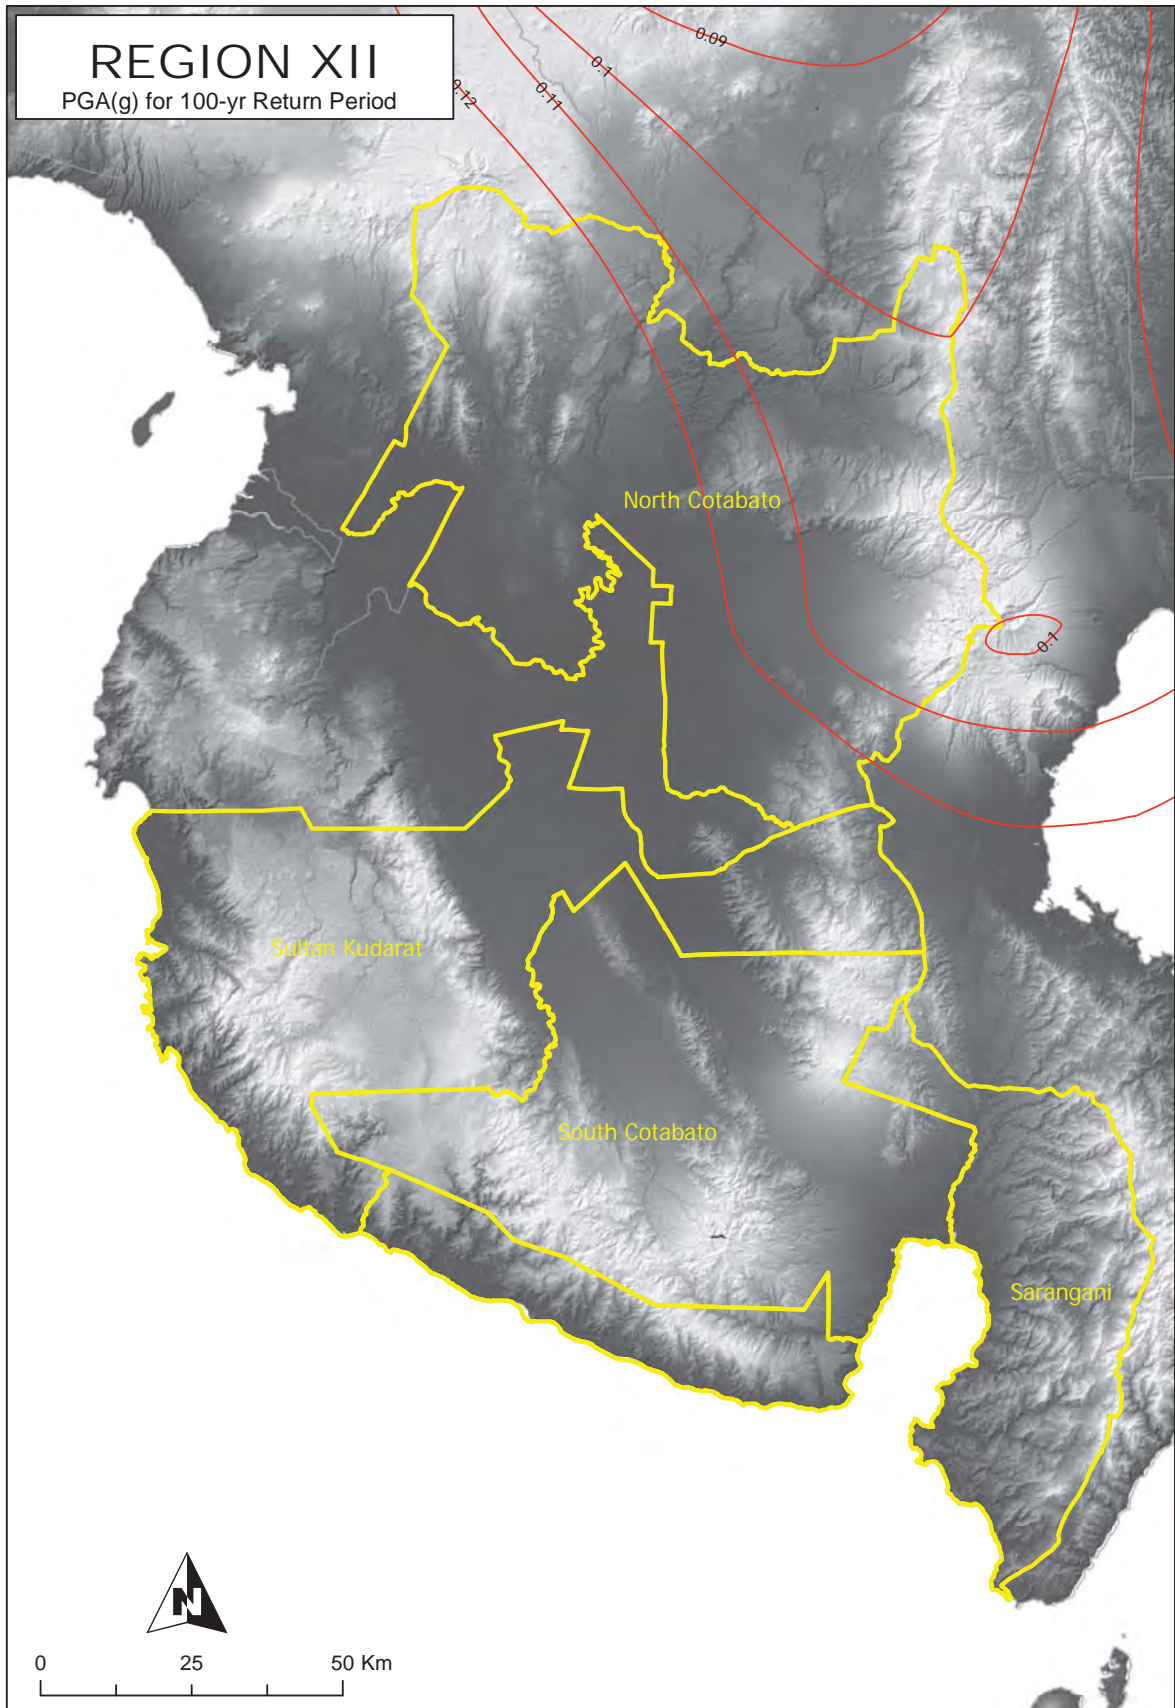 REGION XII
PGA(g) for 100-yr Return Period
0.09
0.1
0.11
0.12
North Cotabato
0.1
Sultan Kudarat
South Cotabato
Sarangani
N
0 25 50 Km